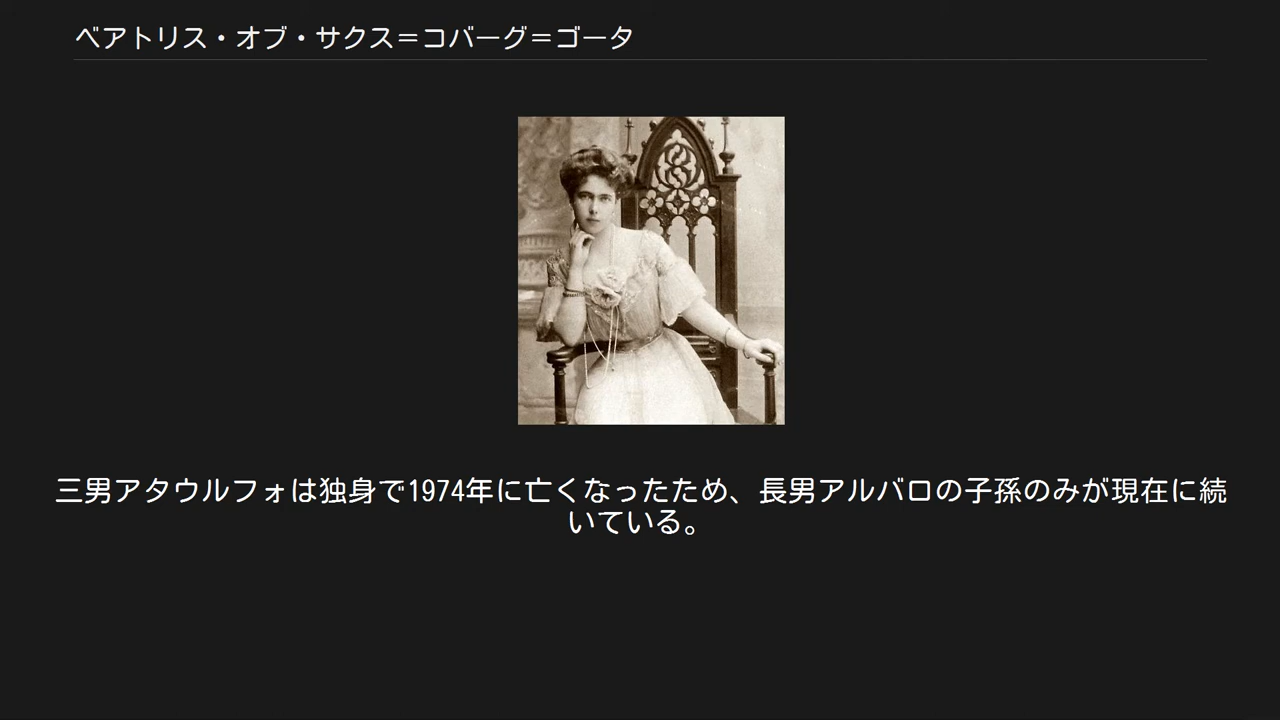 ベアトリス・オブ・サクス＝コバーグ＝ゴータ
三男アタウルフォは独身で1974年に亡くなったため、長男アルバロの子孫のみが現在に続
いている。